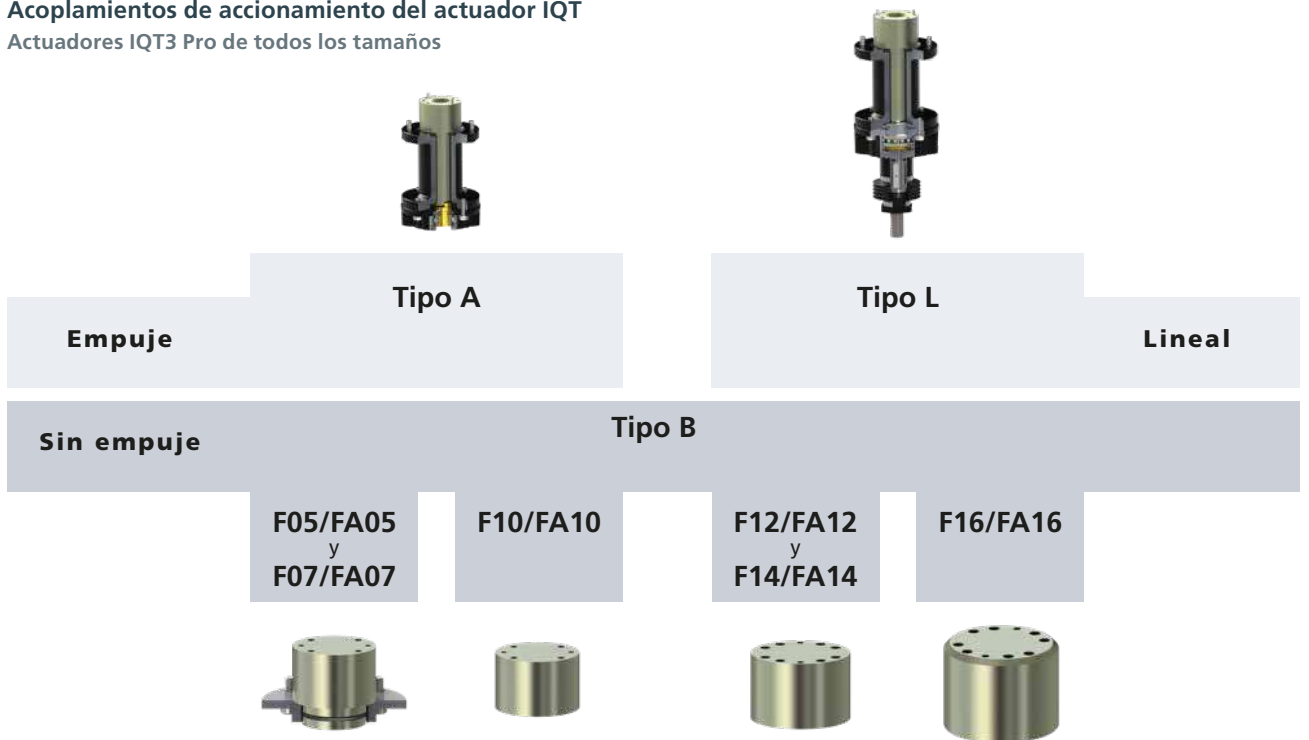 Acoplamientos de accionamiento del actuador IQT
Actuadores IQT3 Pro de todos los tamaños
Tipo A
Tipo L
Empuje
Lineal
Tipo B
Sin empuje
F05/FA05
y
F07/FA07
F10/FA10
F12/FA12
y
F14/FA14
F16/FA16